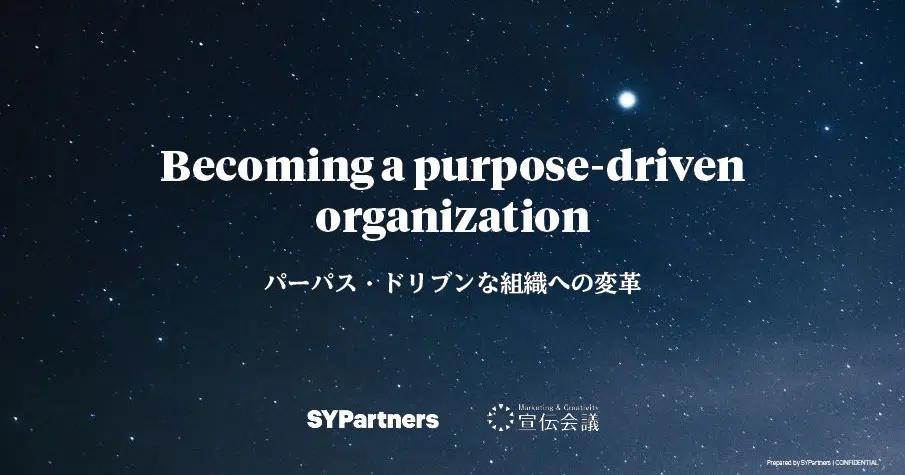 Becoming a purpose-driven
organization
パーパス・ドリブンな組織への変革
SYPartners
Marketing & Creativity
宣伝会議
Prepared by SYPartners | CONFIDENTIAL